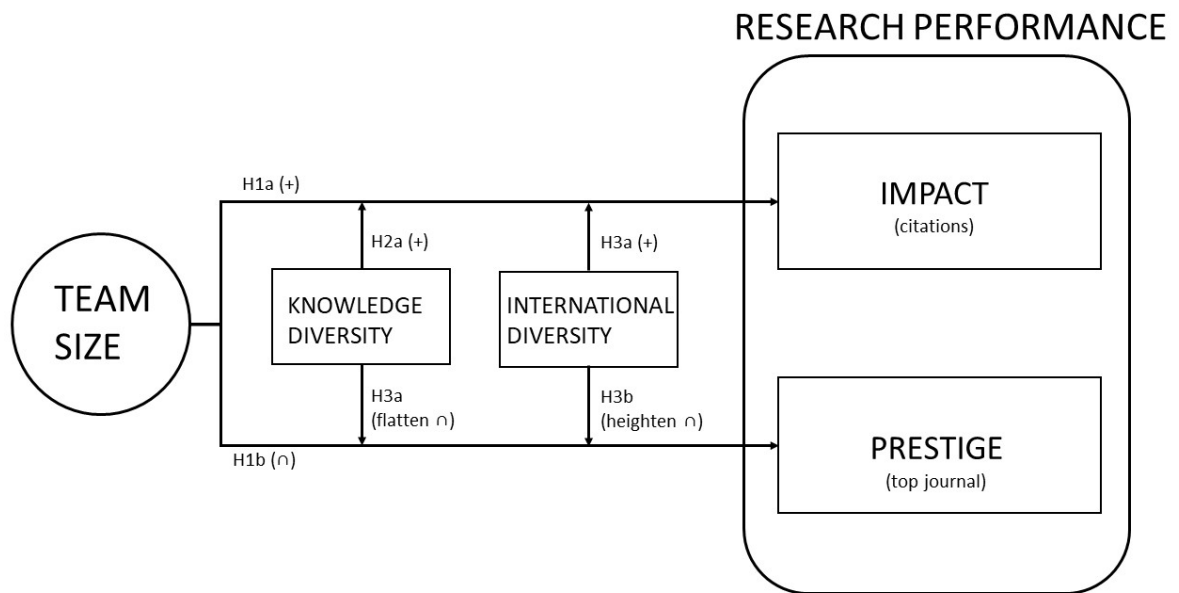 RESEARCH PERFORMANCE
H1a (+)
IMPACT
(citations)
H2a (+)
H3a (+)
TEAM
SIZE
KNOWLEDGE
DIVERSITY
INTERNATIONAL
DIVERSITY
H3a
(flatten ∩)
H3b
(heighten ∩)
H1b (∩)
PRESTIGE
(top journal)